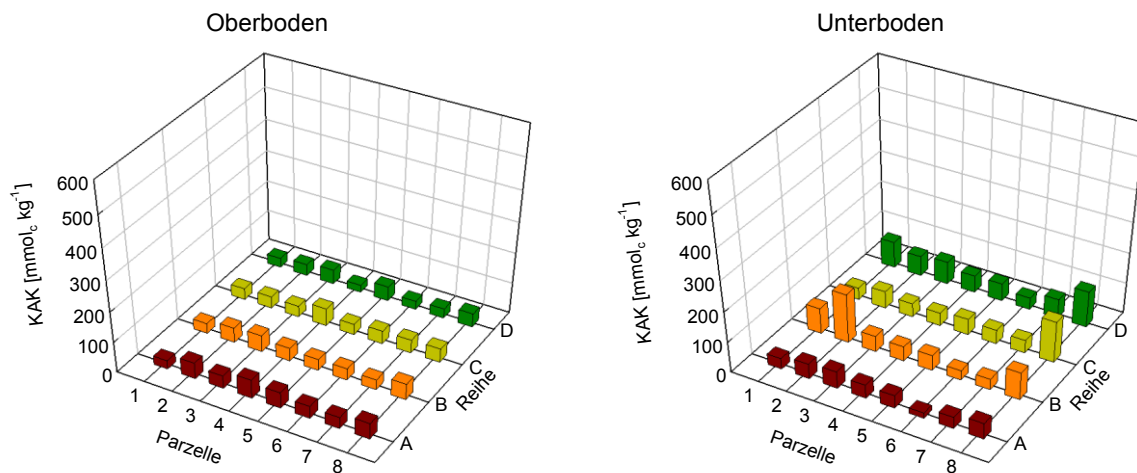 Oberboden
KAK [mmol_c kg^-1]
600
500
400
300
200
100
0
1
2
3
4
5
6
7
8
Parzelle
A
B
C
D
Reihe
Unterboden
KAK [mmol_c kg^-1]
600
500
400
300
200
100
0
1
2
3
4
5
6
7
8
Parzelle
A
B
C
D
Reihe